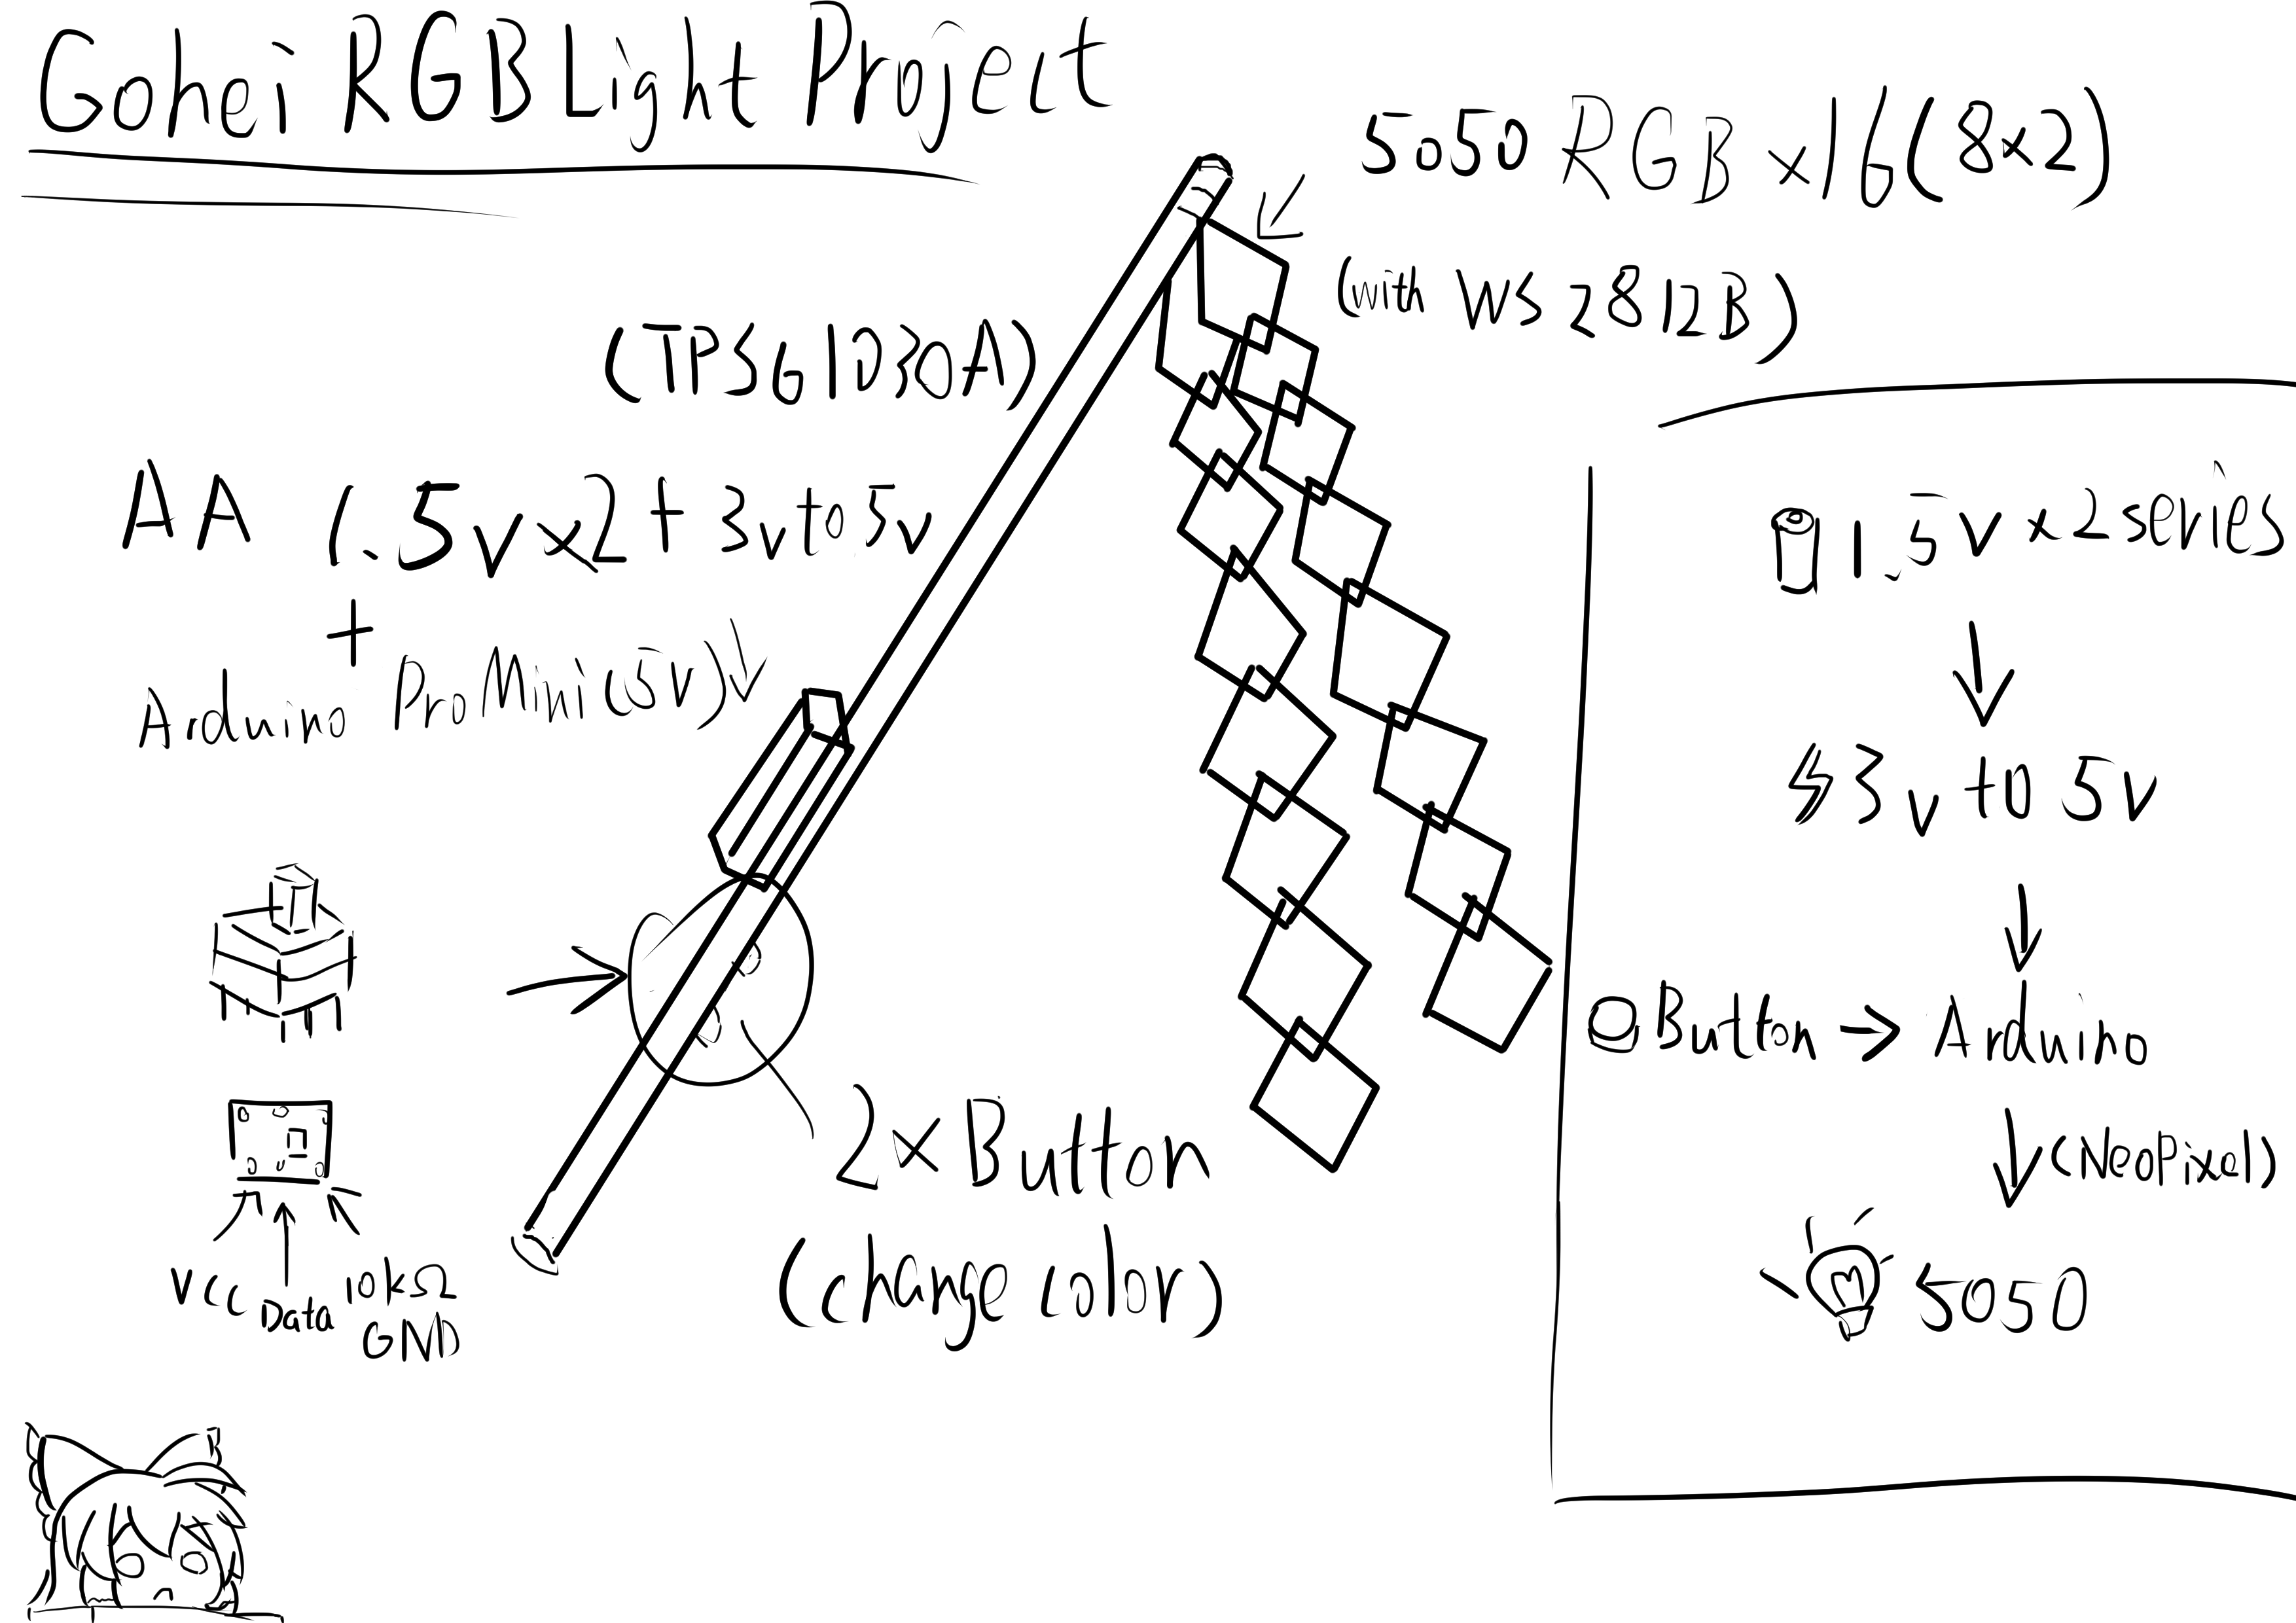 Gohei RGB Light Project
5050 RGB x16(8x2)
(with WS2812B)
(TPS61030A)
AA 1.5v x2 + 3v to 5v
+
Arduino Pro Mini (5v)
VCC Data 10kΩ
GND
2x Button
(change color)
1.5v x2 series
3v to 5v
Button → Arduino
(NeoPixel)
5050